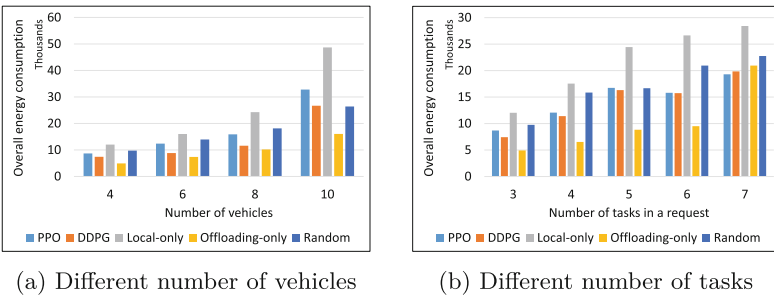 Overall energy consumption
Thousands
60
50
40
30
20
10
0
4 6 8 10
Number of vehicles
PPO DDPG Local-only Offloading-only Random
(a) Different number of vehicles
Overall energy consumption
Thousands
30
25
20
15
10
5
0
3 4 5 6 7
Number of tasks in a request
PPO DDPG Local-only Offloading-only Random
(b) Different number of tasks